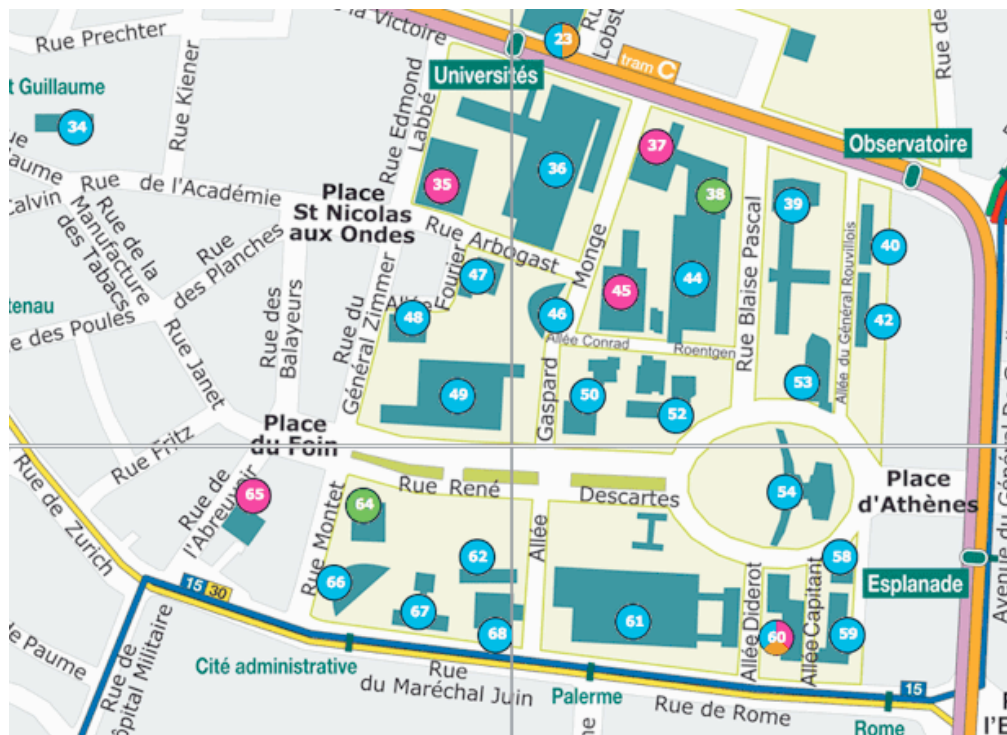 Rue Prechter
la Victoire
23
Rue
Lobst
Rue de
Universités
tram C
Guillaume
34
Rue Kiener
Rue Edmond
Labbé
Observatoire
37
36
35
38
39
Rue de l'Académie
Place
St Nicolas
aux Ondes
Calvin
Rue de la
Manufacture
des Tabacs
Rue
des Planches
Rue Arbogast
Monge
Rue Blaise Pascal
Allée du Général Rouvillois
40
47
Fourier
Allée
48
46
45
44
42
tenau
e des Poules
Rue Janet
Rue des
Balayeurs
Rue du
Général Zimmer
Allée Conrad
Roentgen
49
Gaspard
50
52
53
Place
du Foin
Rue Fritz
Rue de
l'Abreuvoir
65
Rue de Zurich
Rue Montet
64
Rue René
Descartes
54
Place
d'Athènes
Avenue du Général De
Allée
62
58
Esplanade
66
67
68
61
Allée Diderot
60
Allée Capitant
59
15
30
de Paume
Rue de
ôpital Militaire
Cité administrative
Rue
du Maréchal Juin
Palerme
Rue de Rome
15
Rome
l'E